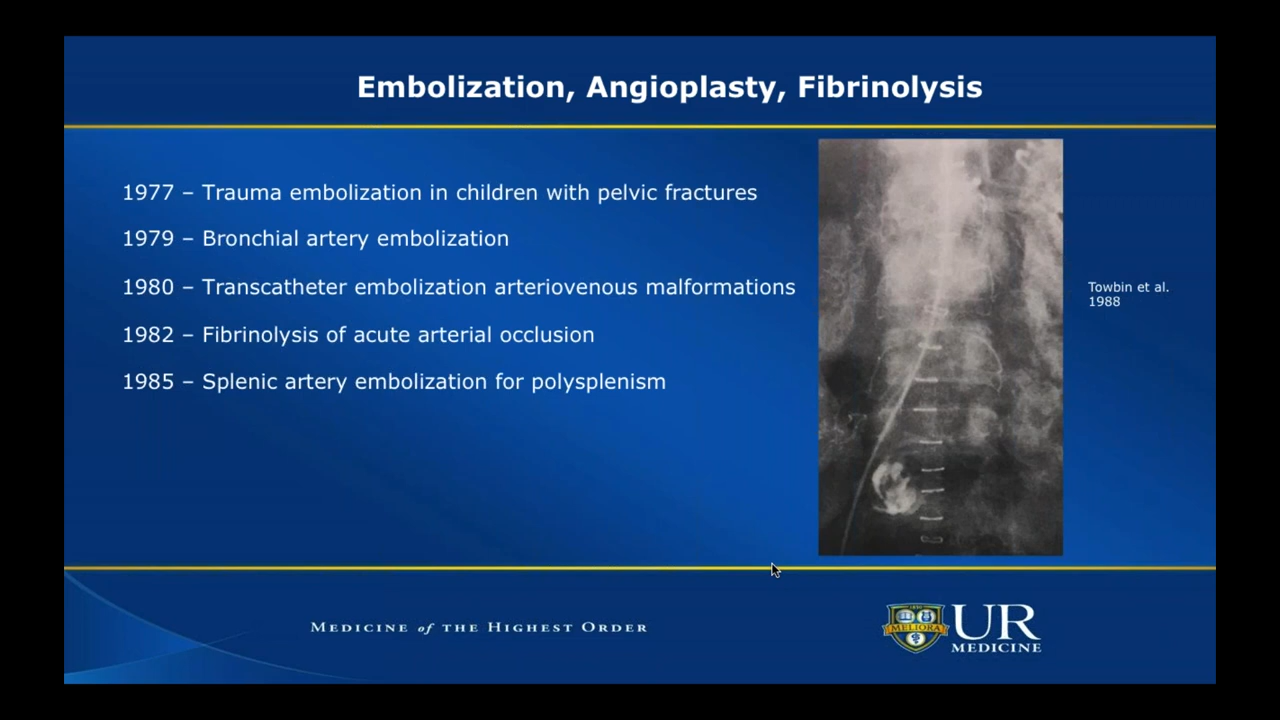 Embolization, Angioplasty, Fibrinolysis
1977 – Trauma embolization in children with pelvic fractures
1979 – Bronchial artery embolization
1980 – Transcatheter embolization arteriovenous malformations
1982 – Fibrinolysis of acute arterial occlusion
1985 – Splenic artery embolization for polysplenism
Towbin et al.
1988
MEDICINE of THE HIGHEST ORDER
MELIORA
UR
MEDICINE